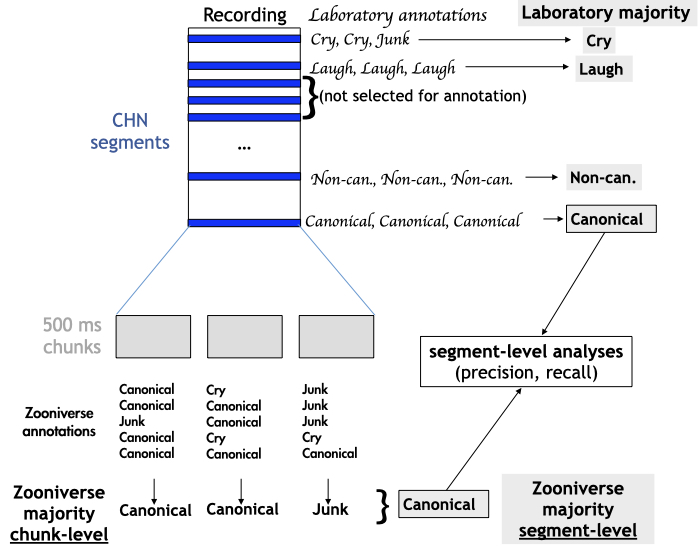 Recording Laboratory annotations Laboratory majority
Cry, Cry, Junk Cry
Laugh, Laugh, Laugh Laugh
(not selected for annotation)
CHN
segments
...
Non-can., Non-can., Non-can. Non-can.
Canonical, Canonical, Canonical Canonical
500 ms
chunks
segment-level analyses
(precision, recall)
Zooniverse
annotations
Canonical Cry Junk
Canonical Canonical Junk
Junk Canonical Junk
Canonical Cry Cry
Canonical Canonical Canonical
Zooniverse
majority
chunk-level
Canonical Canonical Junk
Canonical
Zooniverse
majority
segment-level